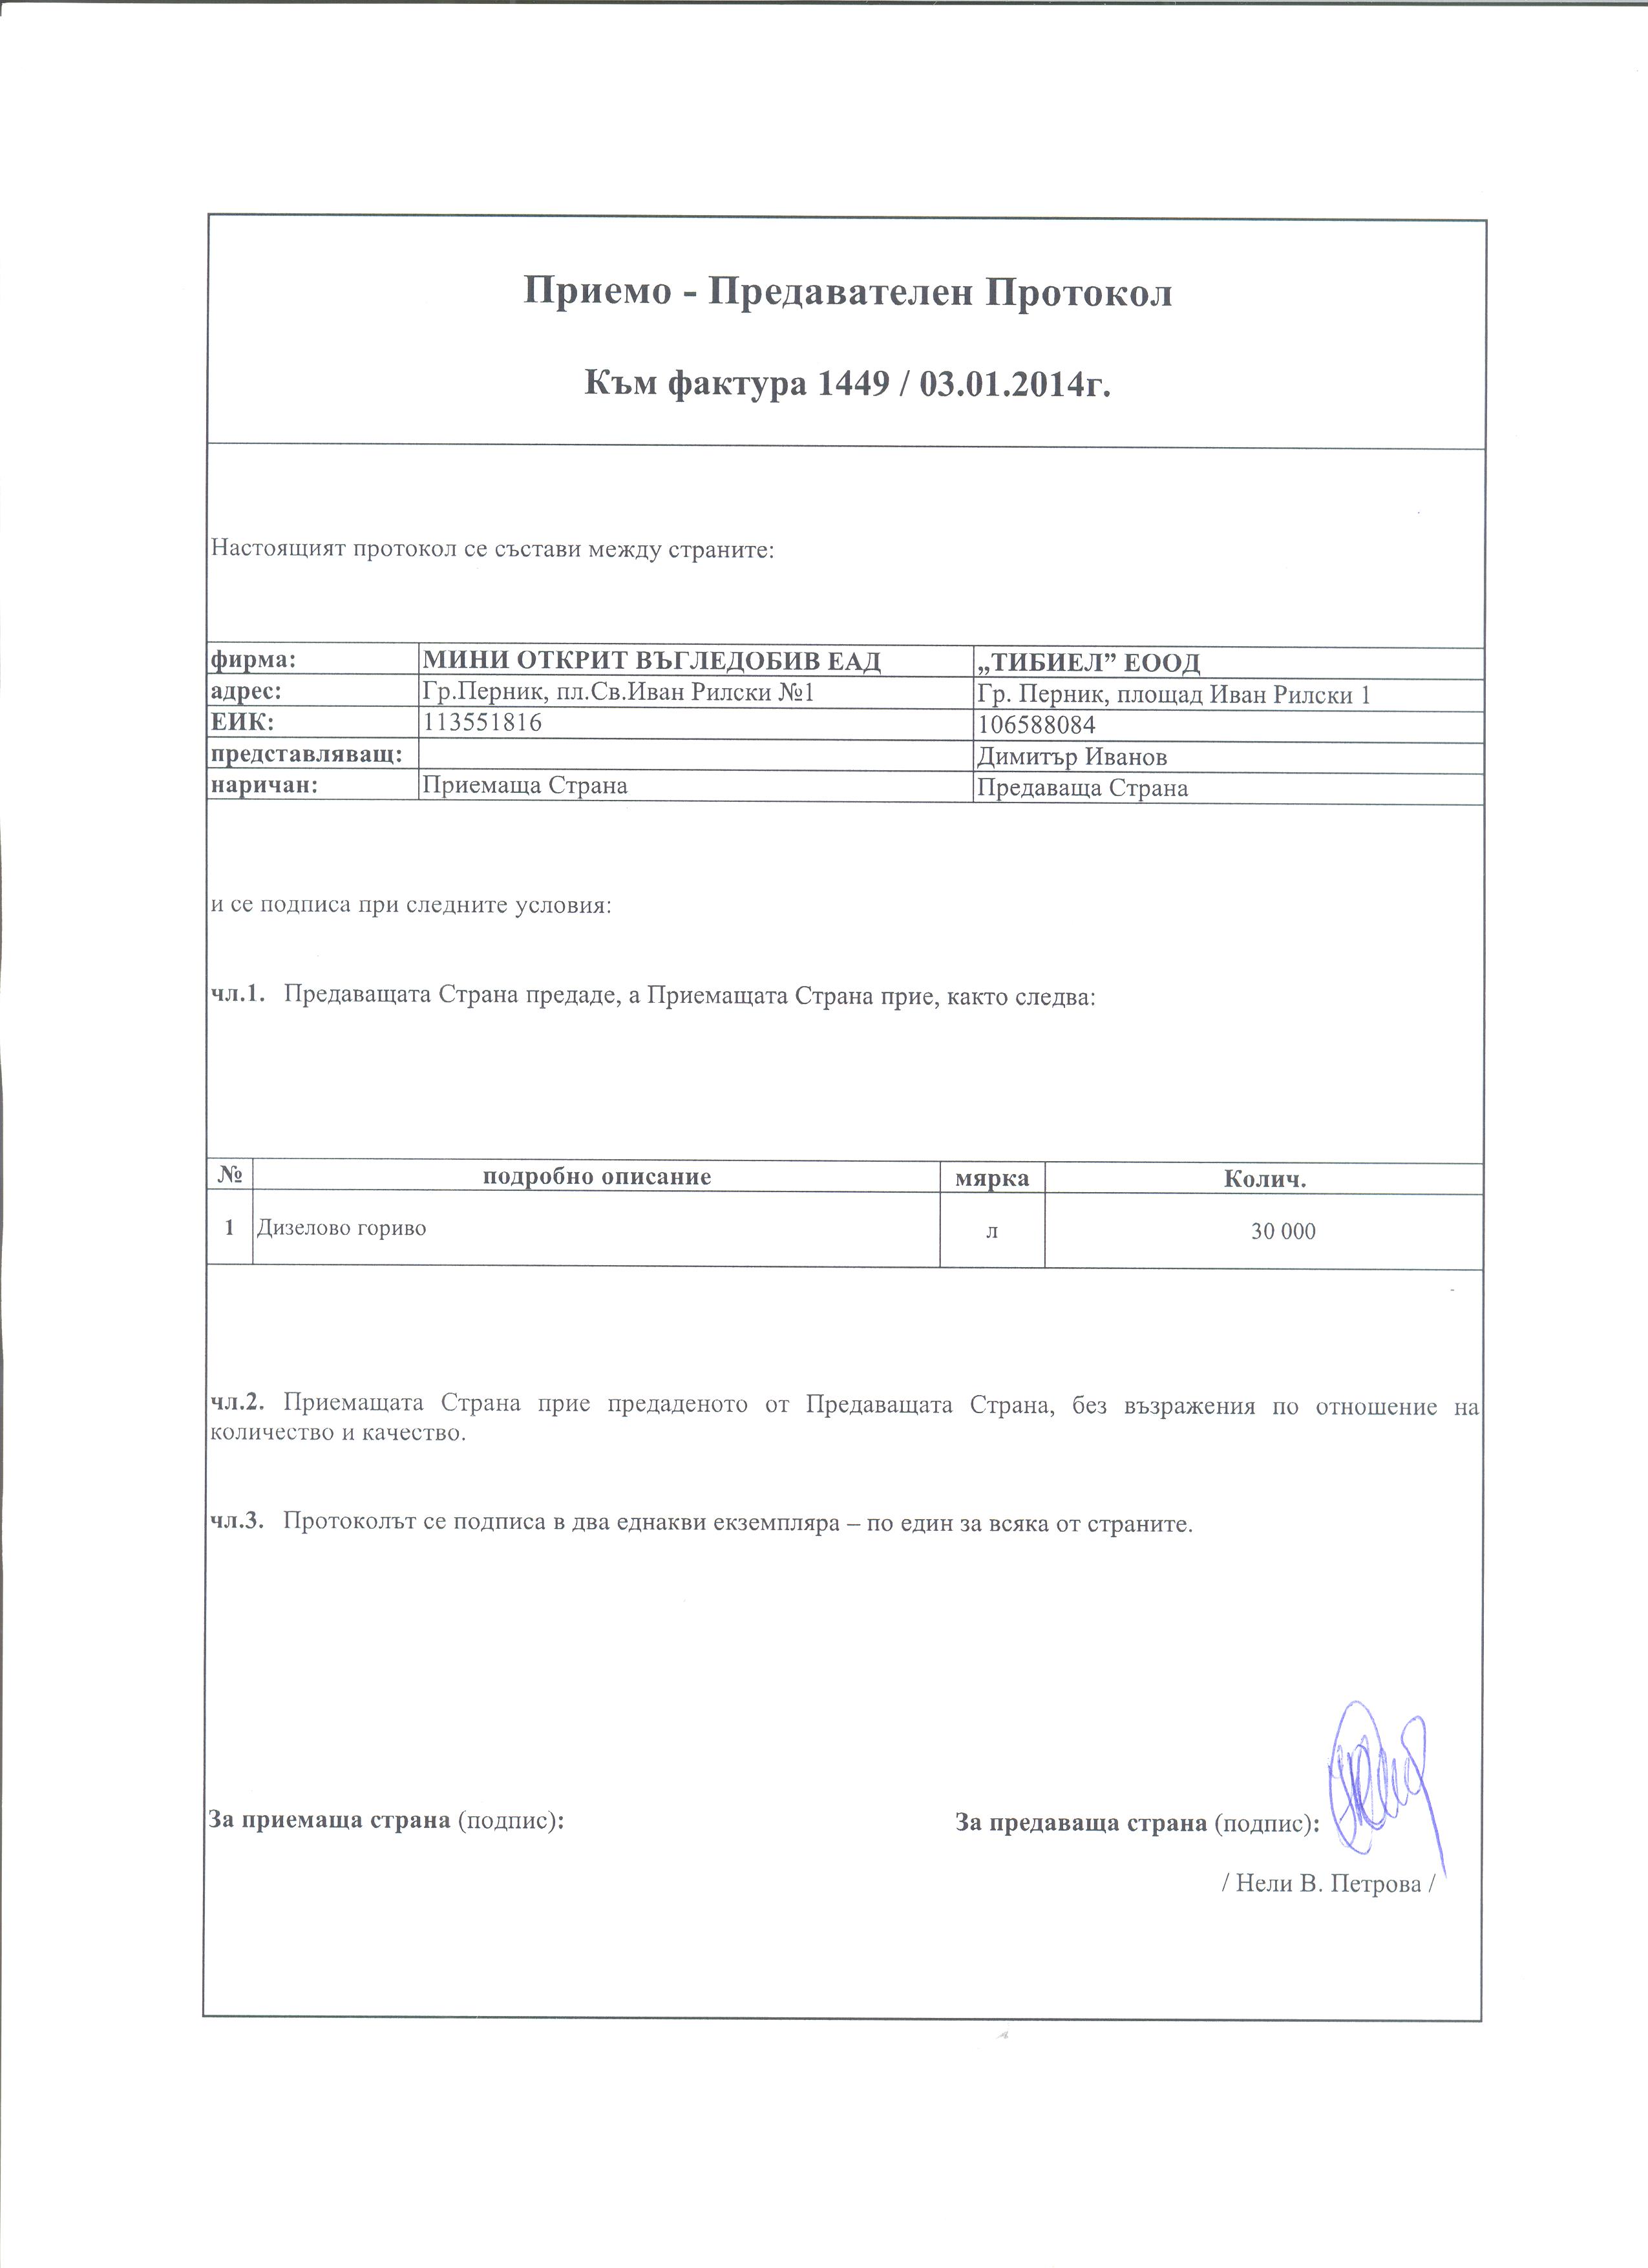 Приемо - Предавателен Протокол
Към фактура 1449 / 03.01.2014г.
Настоящият протокол се състави между страните:
фирма: МИНИ ОТКРИТ ВЪГЛЕДОБИВ ЕАД „ТИБИЕЛ” ЕООД
адрес: Гр.Перник, пл.Св.Иван Рилски №1 Гр. Перник, площад Иван Рилски 1
ЕИК: 113551816 106588084
представляващ: Димитър Иванов
наричан: Приемаща Страна Предаваща Страна
и се подписа при следните условия:
чл.1. Предаващата Страна предаде, а Приемащата Страна прие, както следва:
№ подробно описание мярка Колич.
1 Дизелово гориво л 30 000
чл.2. Приемащата Страна прие предаденото от Предаващата Страна, без възражения по отношение на
количество и качество.
чл.3. Протоколът се подписа в два еднакви екземпляра – по един за всяка от страните.
За приемаща страна (подпис): За предаваща страна (подпис):
/ Нели В. Петрова /